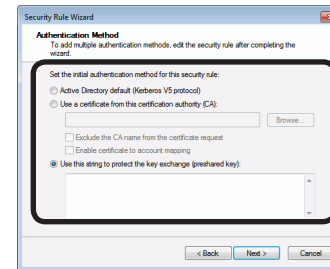 Security Rule Wizard
Authentication Method
To add multiple authentication methods, edit the security rule after completing the
wizard.
Set the initial authentication method for this security rule:
Active Directory default (Kerberos V5 protocol)
Use a certificate from this certification authority (CA):
Browse...
Exclude the CA name from the certificate request
Enable certificate to account mapping
Use this string to protect the key exchange (preshared key):
< Back
Next >
Cancel